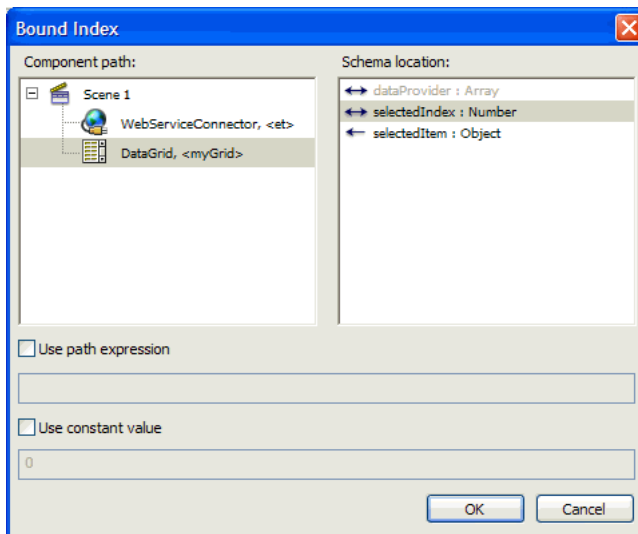 Bound Index
Component path:
Schema location:
Scene 1
WebServiceConnector, <et>
DataGrid, <myGrid>
dataProvider : Array
selectedIndex : Number
selectedItem : Object
Use path expression
Use constant value
0
OK
Cancel